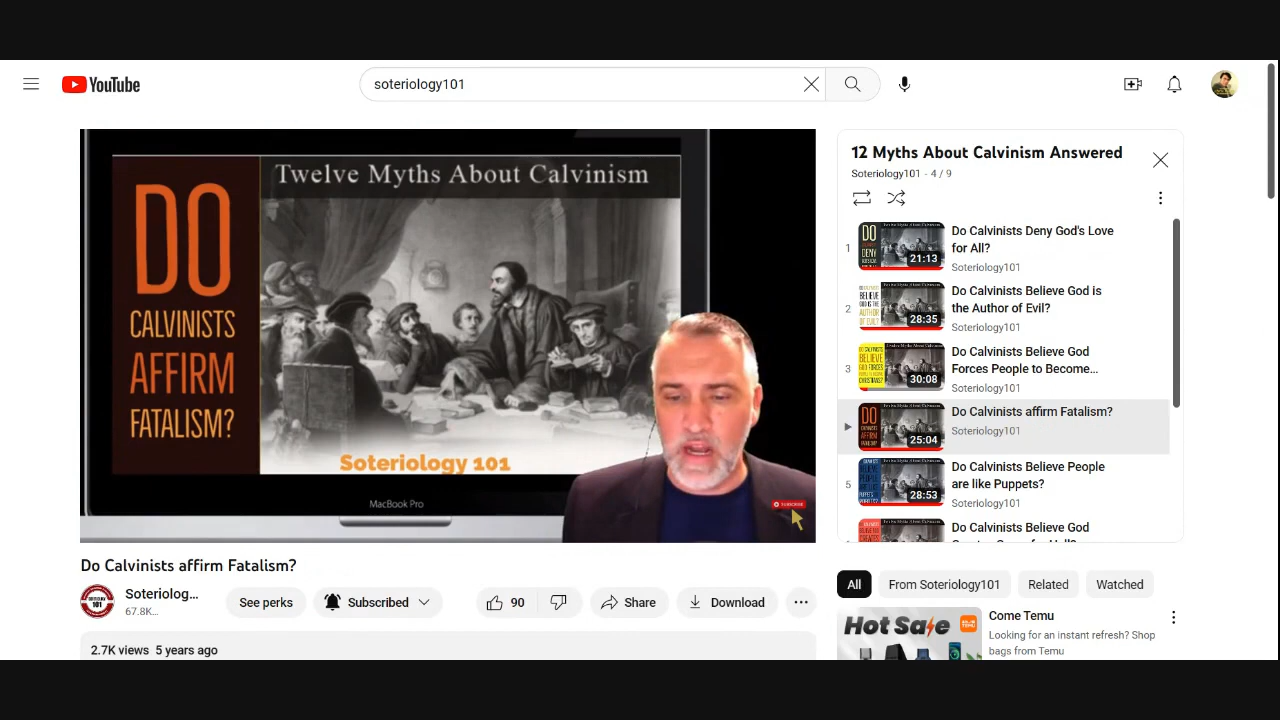 YouTube
soteriology101
Twelve Myths About Calvinism
DO
CALVINISTS
AFFIRM
FATALISM?
Soteriology 101
MacBook Pro
SUBSCRIBE
Do Calvinists affirm Fatalism?
Soteriolog...
67.8K...
See perks
Subscribed
90
Share
Download
2.7K views 5 years ago
12 Myths About Calvinism Answered
Soteriology101 - 4 / 9
1
21:13
Do Calvinists Deny God's Love
for All?
Soteriology101
2
28:35
Do Calvinists Believe God is
the Author of Evil?
Soteriology101
3
30:08
Do Calvinists Believe God
Forces People to Become...
Soteriology101
25:04
Do Calvinists affirm Fatalism?
Soteriology101
5
28:53
Do Calvinists Believe People
are like Puppets?
Soteriology101
Do Calvinists Believe God
All
From Soteriology101
Related
Watched
Hot Sale
Come Temu
Looking for an instant refresh? Shop
bags from Temu